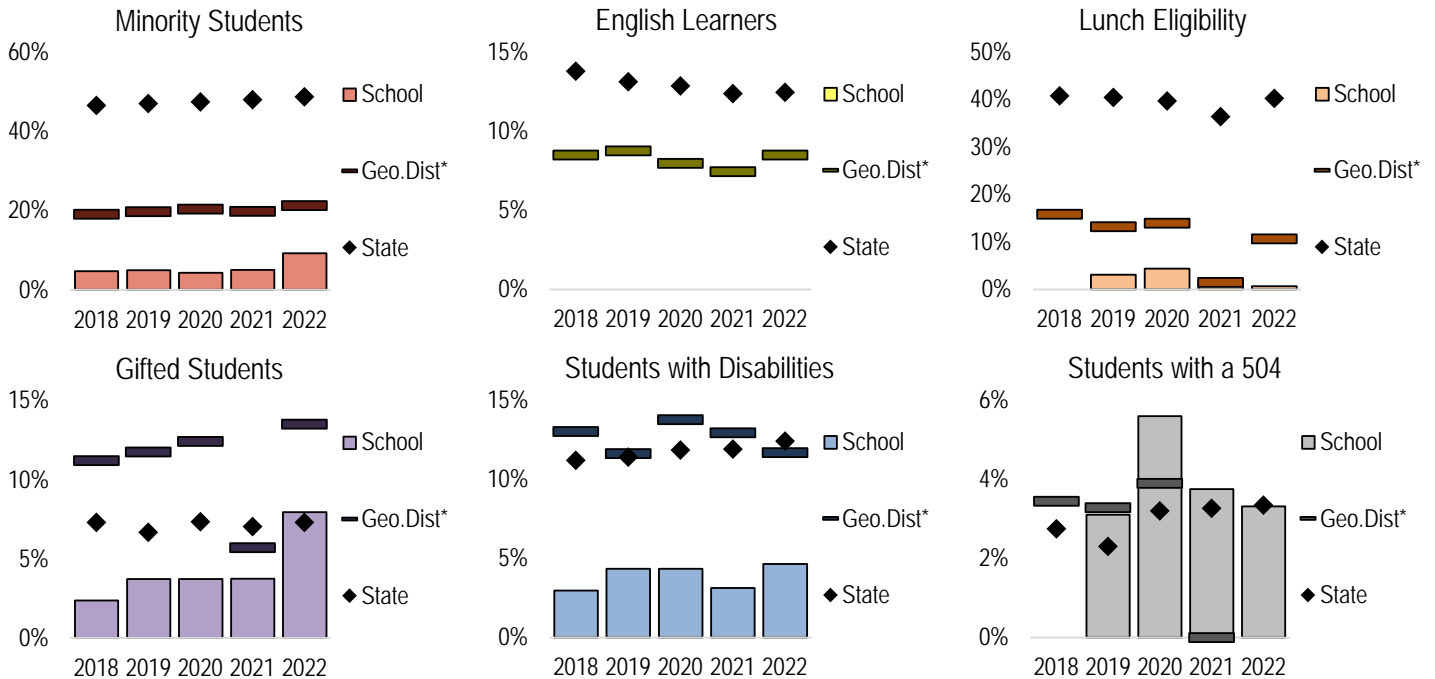 Minority Students
60%
40%
20%
0%
2018 2019 2020 2021 2022
School
Geo.Dist*
State
English Learners
15%
10%
5%
0%
2018 2019 2020 2021 2022
School
Geo.Dist*
State
Lunch Eligibility
50%
40%
30%
20%
10%
0%
2018 2019 2020 2021 2022
School
Geo.Dist*
State
Gifted Students
15%
10%
5%
0%
2018 2019 2020 2021 2022
School
Geo.Dist*
State
Students with Disabilities
15%
10%
5%
0%
2018 2019 2020 2021 2022
School
Geo.Dist*
State
Students with a 504
6%
4%
2%
0%
2018 2019 2020 2021 2022
School
Geo.Dist*
State